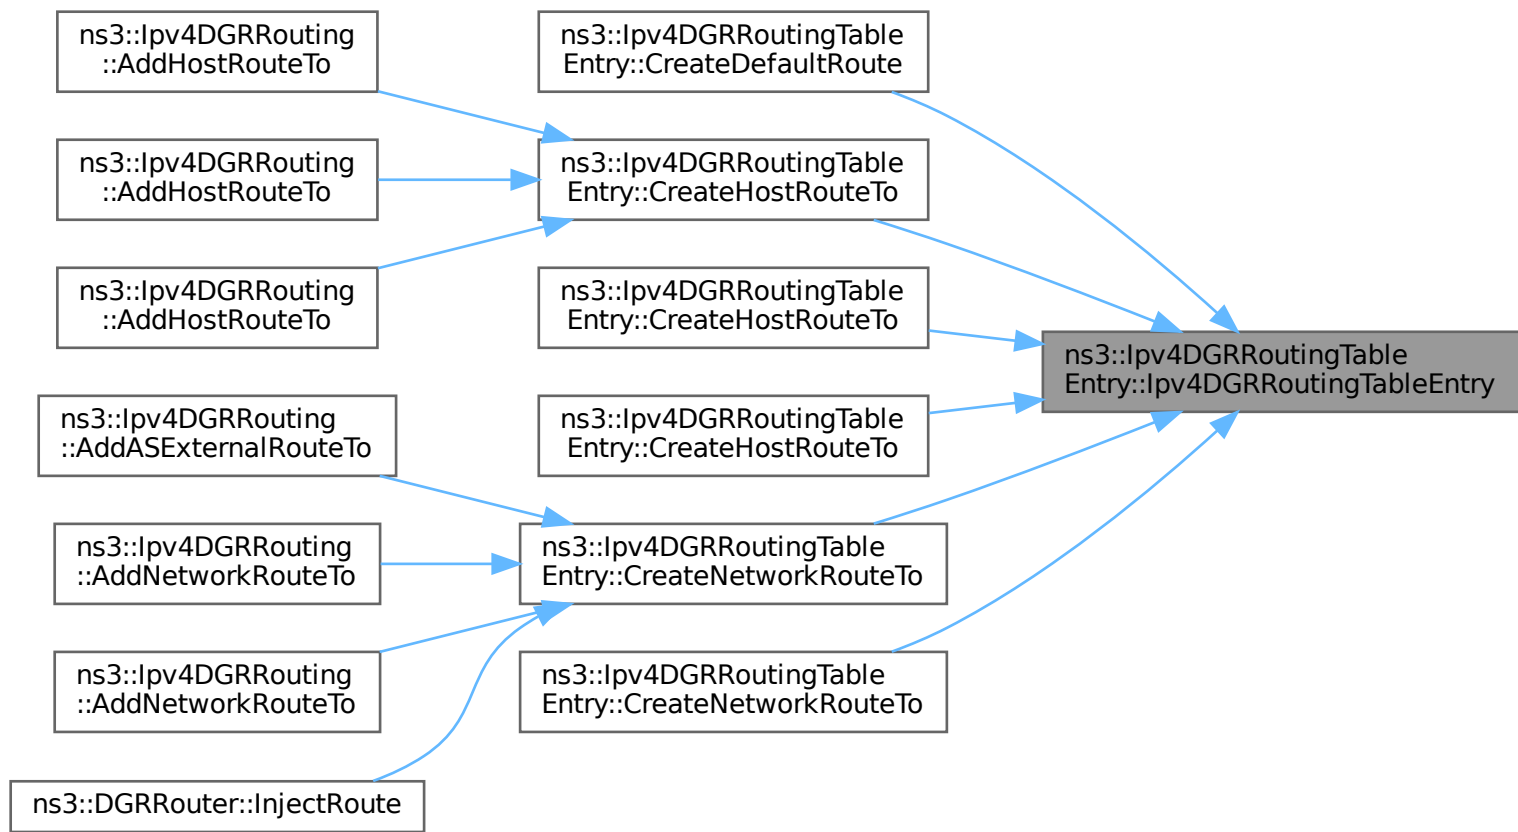 ns3::Ipv4DGRRouting
::AddHostRouteTo
ns3::Ipv4DGRRouting
::AddHostRouteTo
ns3::Ipv4DGRRouting
::AddHostRouteTo
ns3::Ipv4DGRRouting
::AddASExternalRouteTo
ns3::Ipv4DGRRouting
::AddNetworkRouteTo
ns3::Ipv4DGRRouting
::AddNetworkRouteTo
ns3::DGRRouter::InjectRoute
ns3::Ipv4DGRRoutingTable
Entry::CreateDefaultRoute
ns3::Ipv4DGRRoutingTable
Entry::CreateHostRouteTo
ns3::Ipv4DGRRoutingTable
Entry::CreateHostRouteTo
ns3::Ipv4DGRRoutingTable
Entry::CreateHostRouteTo
ns3::Ipv4DGRRoutingTable
Entry::CreateNetworkRouteTo
ns3::Ipv4DGRRoutingTable
Entry::CreateNetworkRouteTo
ns3::Ipv4DGRRoutingTable
Entry::Ipv4DGRRoutingTableEntry